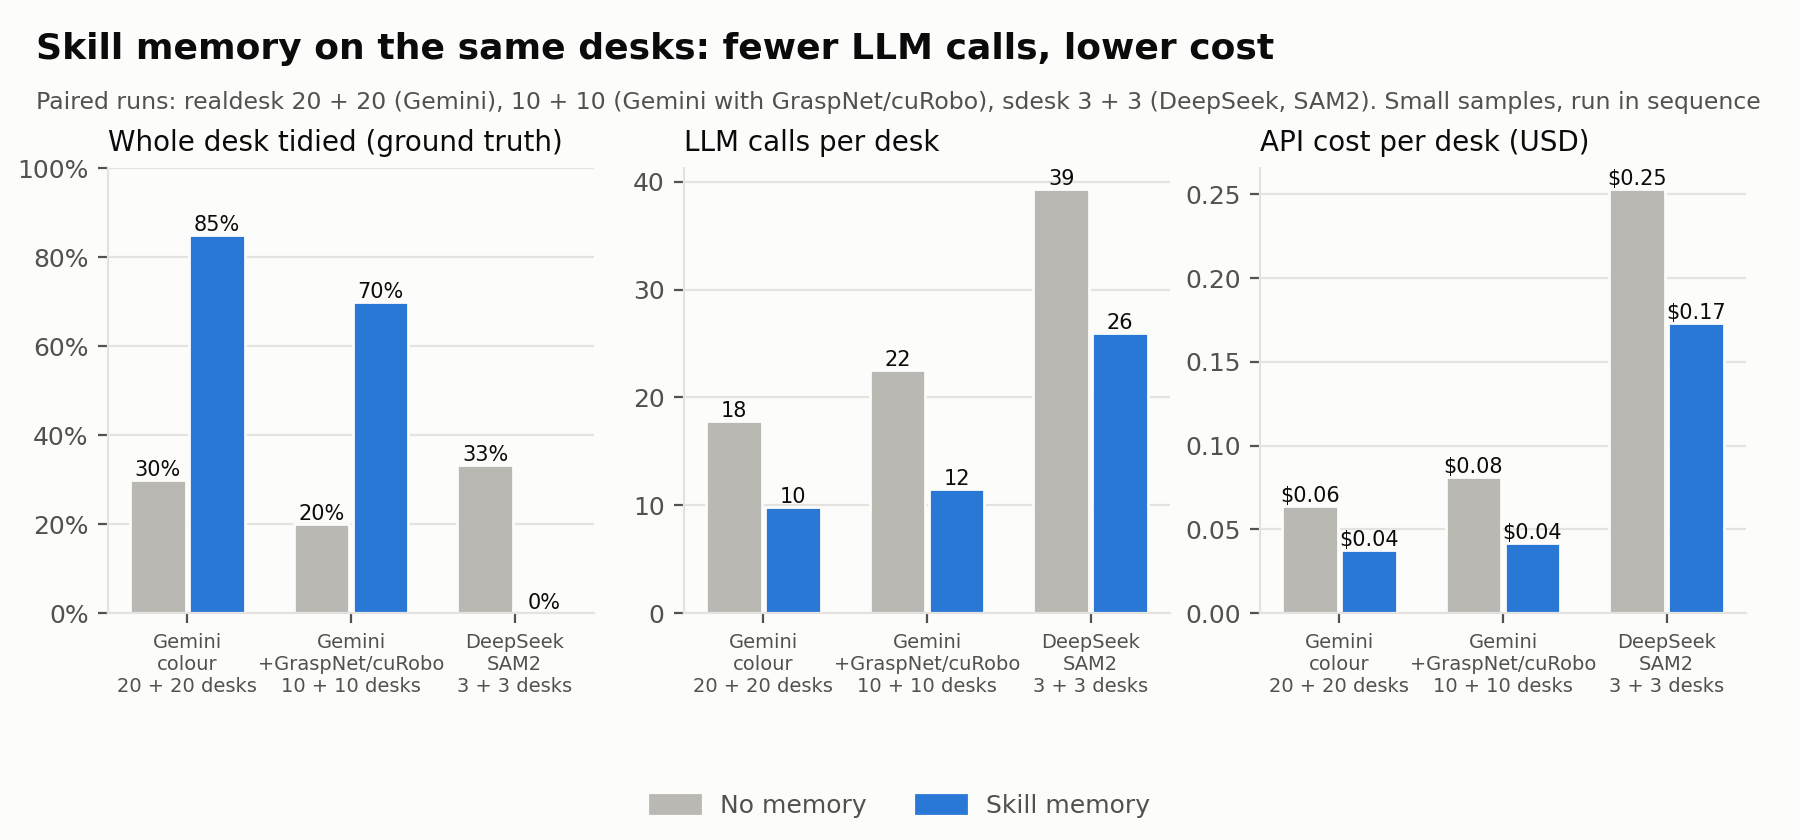 Skill memory on the same desks: fewer LLM calls, lower cost
Paired runs: realdesk 20 + 20 (Gemini), 10 + 10 (Gemini with GraspNet/cuRobo), sdesk 3 + 3 (DeepSeek, SAM2). Small samples, run in sequence
Whole desk tidied (ground truth)
100%
80%
60%
40%
20%
0%
30%
85%
20%
70%
33%
0%
Gemini
colour
20 + 20 desks
Gemini
+GraspNet/cuRobo
10 + 10 desks
DeepSeek
SAM2
3 + 3 desks
LLM calls per desk
40
30
20
10
0
18
10
22
12
39
26
Gemini
colour
20 + 20 desks
Gemini
+GraspNet/cuRobo
10 + 10 desks
DeepSeek
SAM2
3 + 3 desks
API cost per desk (USD)
0.25
0.20
0.15
0.10
0.05
0.00
$0.06
$0.04
$0.08
$0.04
$0.25
$0.17
Gemini
colour
20 + 20 desks
Gemini
+GraspNet/cuRobo
10 + 10 desks
DeepSeek
SAM2
3 + 3 desks
No memory
Skill memory